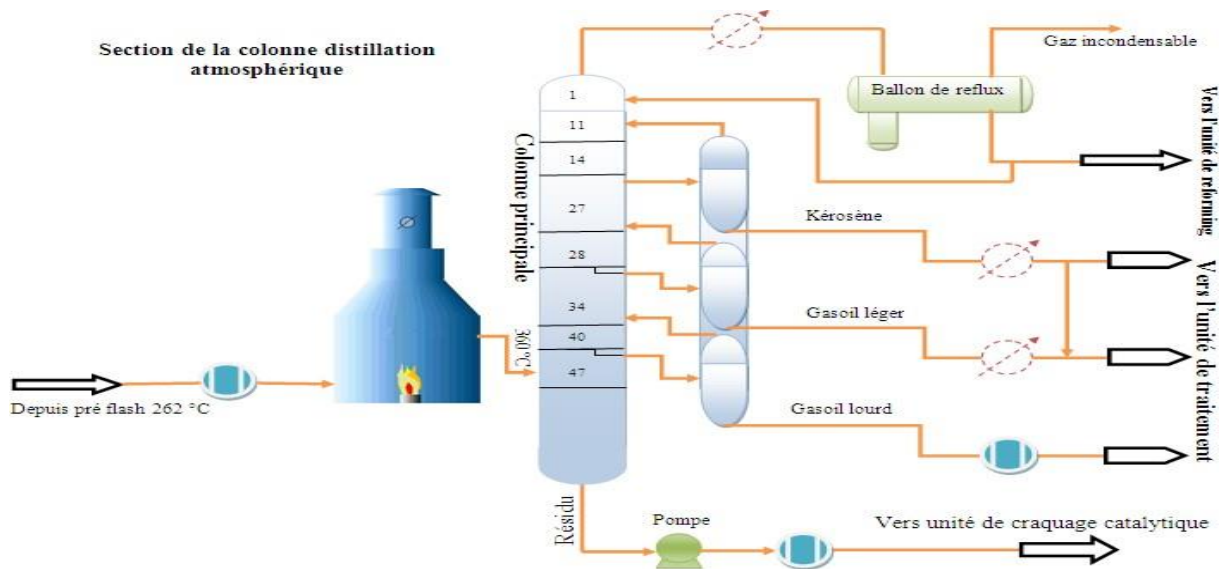 Section de la colonne distillation
atmosphérique
Gaz incondensable
Ballon de reflux
Vers l'unité de reforming
1
11
14
27
28
34
40
47
Colonne principale
360°C
Kérosène
Gasoil léger
Gasoil lourd
Vers l'unité de traitement
Depuis pré flash 262 °C
Résidu
Pompe
Vers unité de craquage catalytique